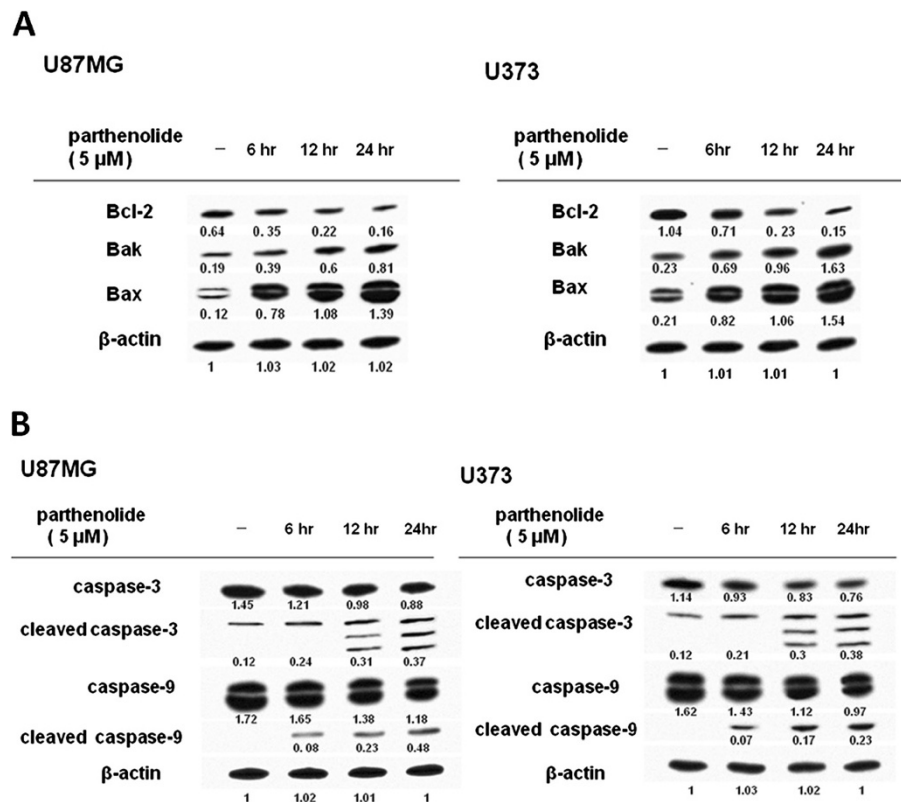 A
U87MG
U373
parthenolide
( 5 µM)
– 6 hr 12 hr 24 hr
parthenolide
( 5 µM)
– 6hr 12 hr 24 hr
Bcl-2
0.64 0. 35 0.22 0.16
Bak
0.19 0.39 0.6 0.81
Bax
0. 12 0. 78 1.08 1.39
β-actin
1 1.03 1.02 1.02
Bcl-2
1.04 0.71 0. 23 0.15
Bak
0.23 0.69 0.96 1.63
Bax
0.21 0.82 1.06 1.54
β-actin
1 1.01 1.01 1
B
U87MG
U373
parthenolide
( 5 µM)
– 6 hr 12 hr 24hr
parthenolide
( 5 µM)
– 6 hr 12 hr 24hr
caspase-3
1.45 1.21 0.98 0.88
cleaved caspase-3
0.12 0.24 0.31 0.37
caspase-9
1.72 1.65 1.38 1.18
cleaved caspase-9
0. 08 0.23 0.48
β-actin
1 1.02 1.01 1
caspase-3
1.14 0.93 0.83 0.76
cleaved caspase-3
0.12 0.21 0.3 0.38
caspase-9
1.62 1. 43 1.12 0.97
cleaved caspase-9
0.07 0.17 0.23
β-actin
1 1.03 1.02 1